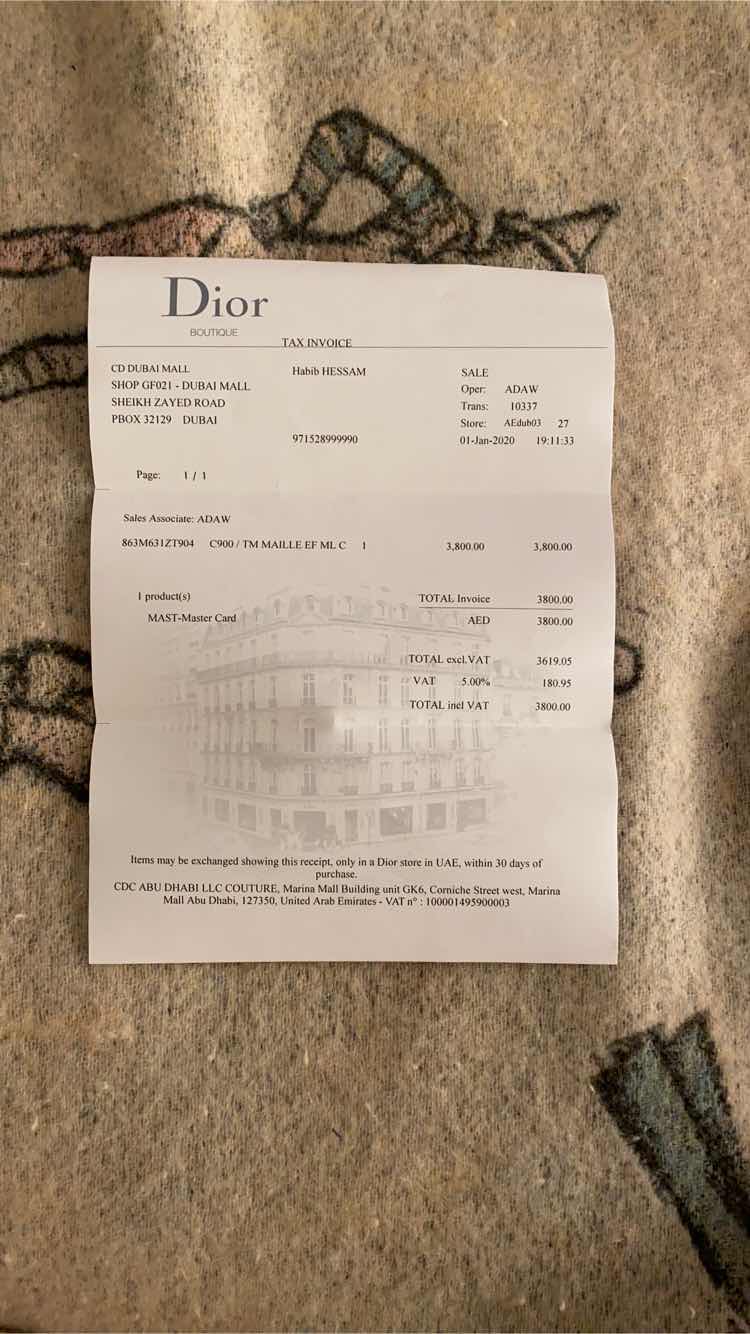 Dior
BOUTIQUE
TAX INVOICE
CD DUBAI MALL
SHOP GF021 - DUBAI MALL
SHEIKH ZAYED ROAD
PBOX 32129 DUBAI
Habib HESSAM
971528999990
SALE
Oper: ADAW
Trans: 10337
Store: AEdub03 27
01-Jan-2020 19:11:33
Page: 1 / 1
Sales Associate: ADAW
863M631ZT904 C900 / TM MAILLE EF ML C 1 3,800.00 3,800.00
1 product(s) TOTAL Invoice 3800.00
MAST-Master Card AED 3800.00
TOTAL excl.VAT 3619.05
VAT 5.00% 180.95
TOTAL incl VAT 3800.00
Items may be exchanged showing this receipt, only in a Dior store in UAE, within 30 days of
purchase.
CDC ABU DHABI LLC COUTURE, Marina Mall Building unit GK6, Corniche Street west, Marina
Mall Abu Dhabi, 127350, United Arab Emirates - VAT n° : 100001495900003